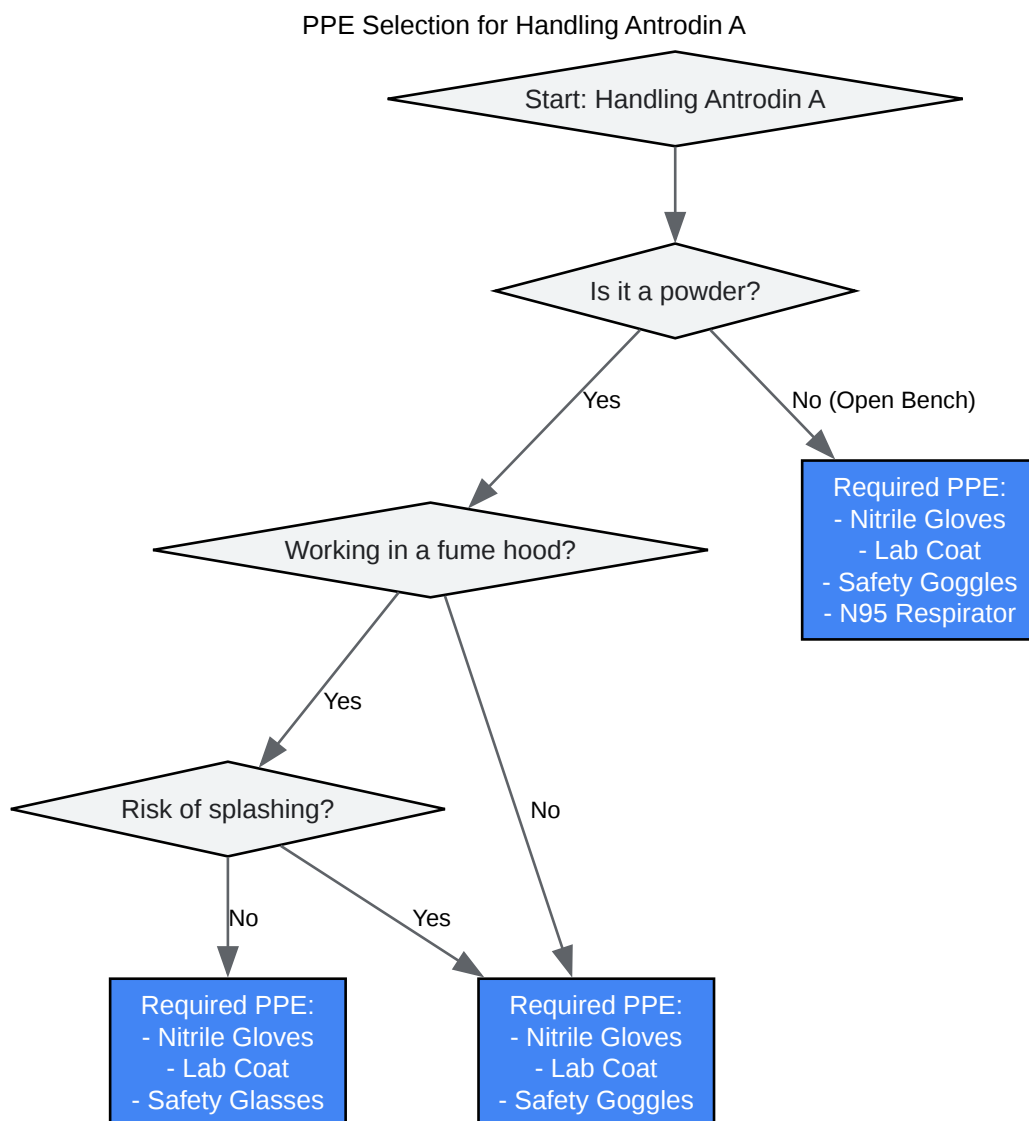 PPE Selection for Handling Antrodin A
Start: Handling Antrodin A
Is it a powder?
Yes
No (Open Bench)
Required PPE:
- Nitrile Gloves
- Lab Coat
- Safety Goggles
- N95 Respirator
Working in a fume hood?
Yes
No
Risk of splashing?
No
Yes
Required PPE:
- Nitrile Gloves
- Lab Coat
- Safety Glasses
Required PPE:
- Nitrile Gloves
- Lab Coat
- Safety Goggles